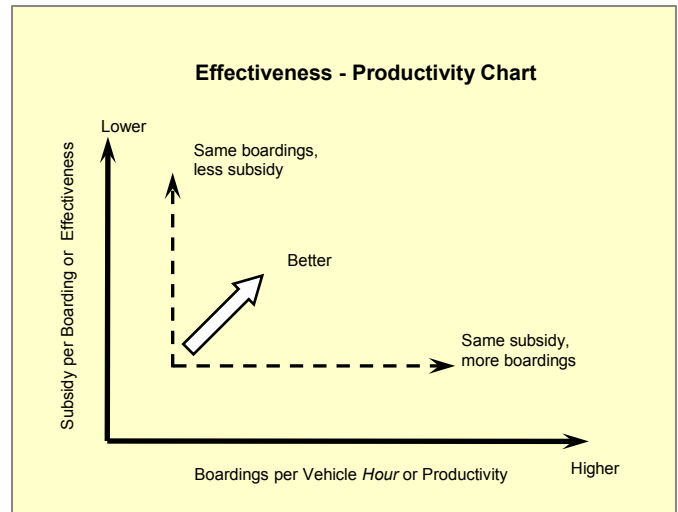 Effectiveness - Productivity Chart
Lower
Same boardings,
less subsidy
Subsidy per Boarding or Effectiveness
Better
Same subsidy,
more boardings
Boardings per Vehicle Hour or Productivity
Higher